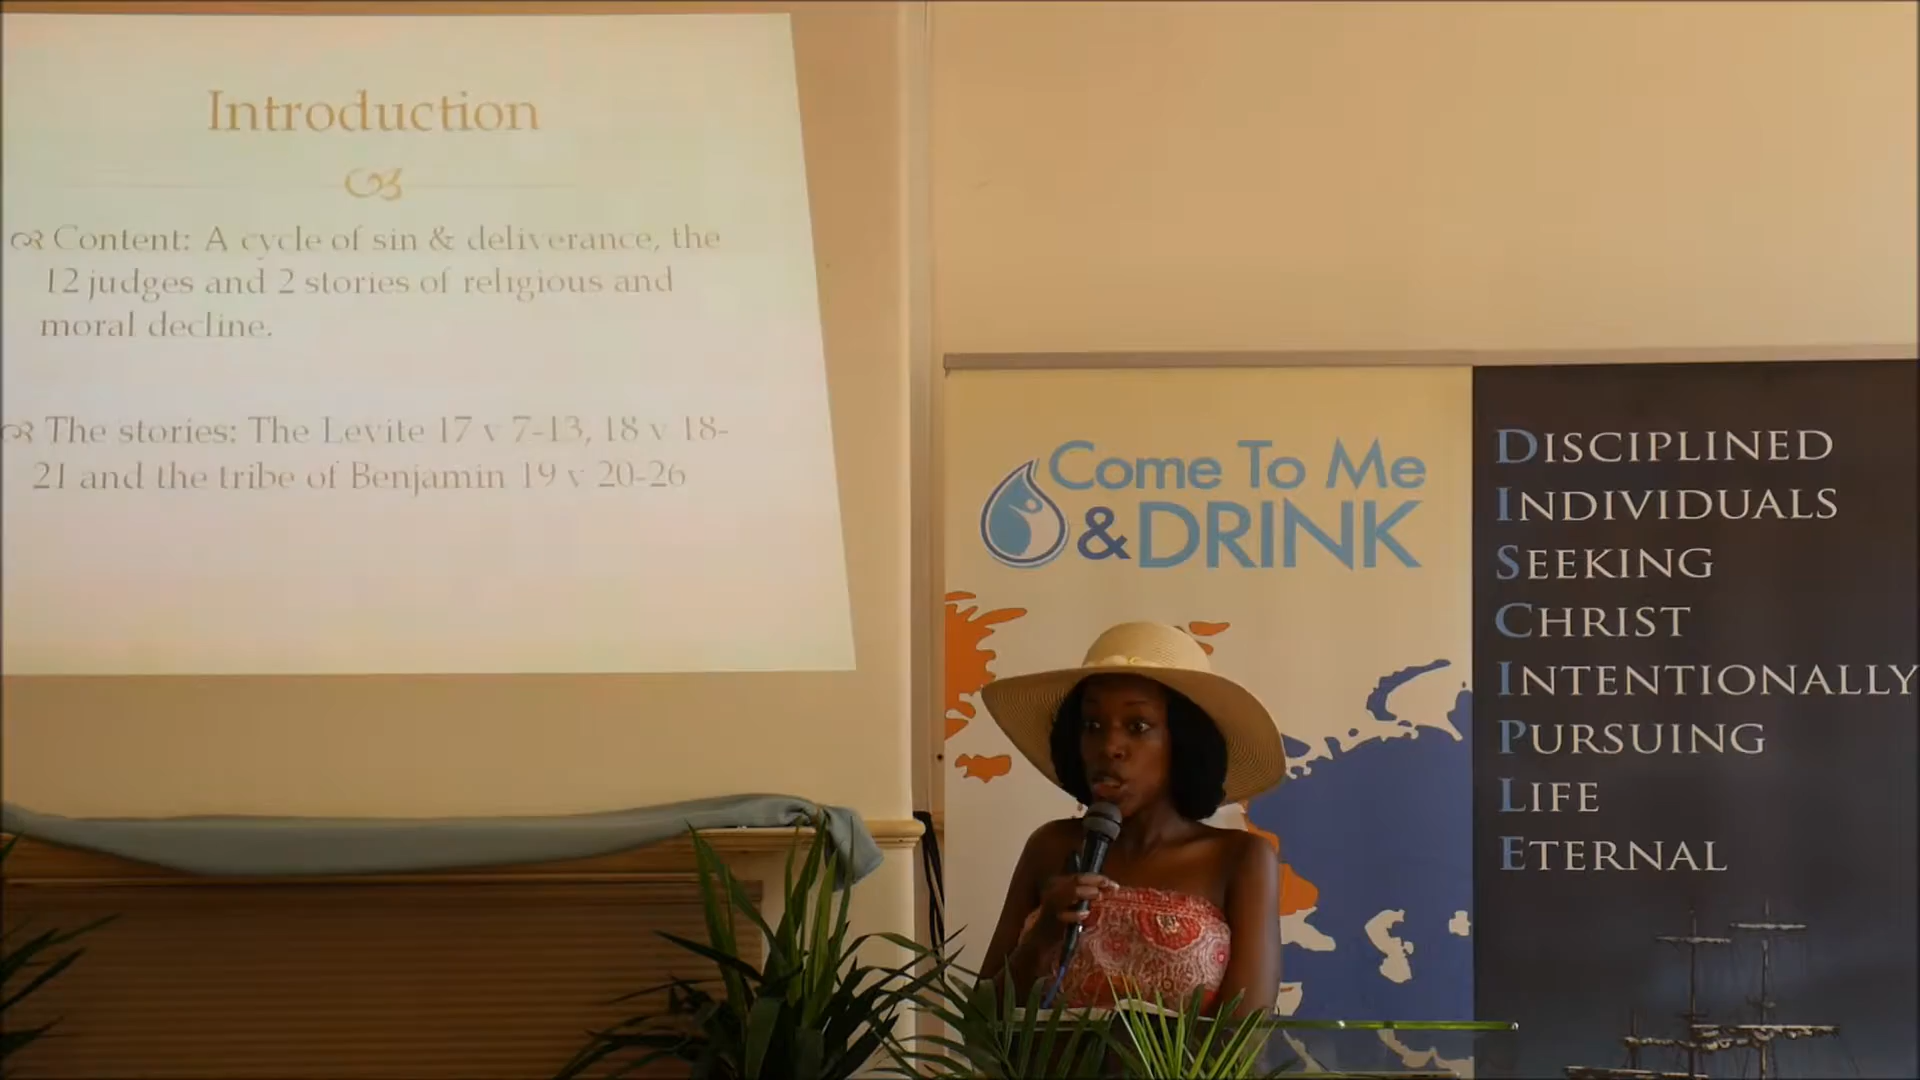 Introduction
Content: A cycle of sin & deliverance, the
12 judges and 2 stories of religious and
moral decline.
The stories: The Levite 17 v 7-13, 18 v 18-
21 and the tribe of Benjamin 19 v 20-26
Come To Me
& DRINK
DISCIPLINED
INDIVIDUALS
SEEKING
CHRIST
INTENTIONALLY
PURSUING
LIFE
ETERNAL